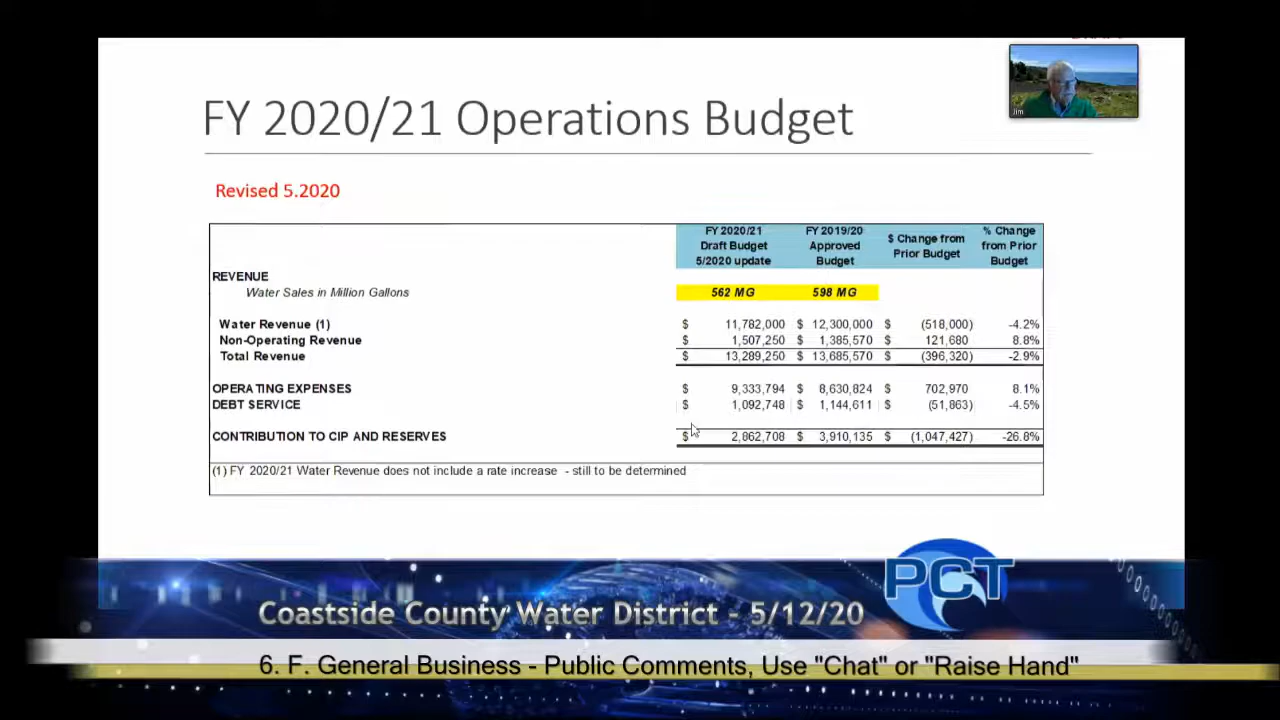 Jim
FY 2020/21 Operations Budget
Revised 5.2020
FY 2020/21 Draft Budget 5/2020 update FY 2019/20 Approved Budget $ Change from Prior Budget % Change from Prior Budget
REVENUE
Water Sales in Million Gallons 562 MG 598 MG
Water Revenue (1) $ 11,782,000 $ 12,300,000 $ (518,000) -4.2%
Non-Operating Revenue $ 1,507,250 $ 1,385,570 $ 121,680 8.8%
Total Revenue $ 13,289,250 $ 13,685,570 $ (396,320) -2.9%
OPERATING EXPENSES $ 9,333,794 $ 8,630,824 $ 702,970 8.1%
DEBT SERVICE $ 1,092,748 $ 1,144,611 $ (51,863) -4.5%
CONTRIBUTION TO CIP AND RESERVES $ 2,862,708 $ 3,910,135 $ (1,047,427) -26.8%
(1) FY 2020/21 Water Revenue does not include a rate increase - still to be determined
PCT
Coastside County Water District - 5/12/20
6. F. General Business - Public Comments, Use "Chat" or "Raise Hand"